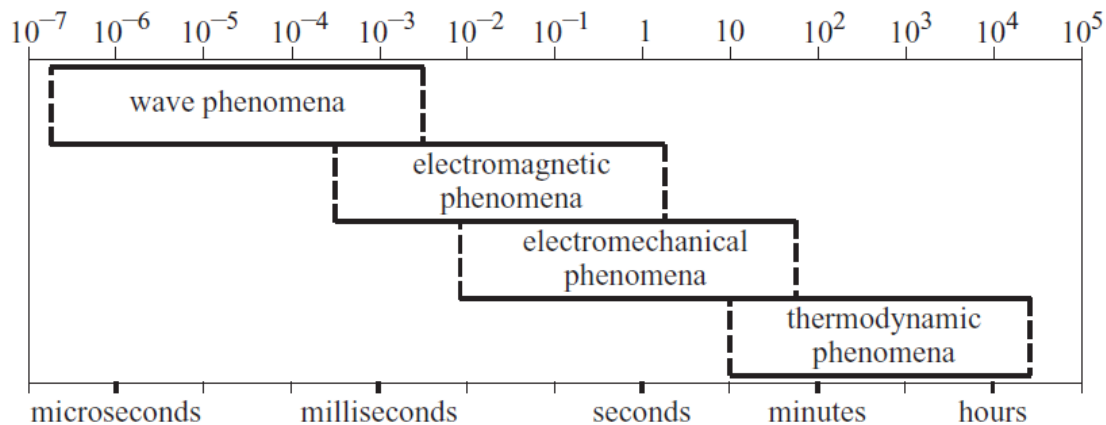 10⁻⁷ 10⁻⁶ 10⁻⁵ 10⁻⁴ 10⁻³ 10⁻² 10⁻¹ 1 10 10² 10³ 10⁴ 10⁵
wave phenomena
electromagnetic
phenomena
electromechanical
phenomena
thermodynamic
phenomena
microseconds milliseconds seconds minutes hours